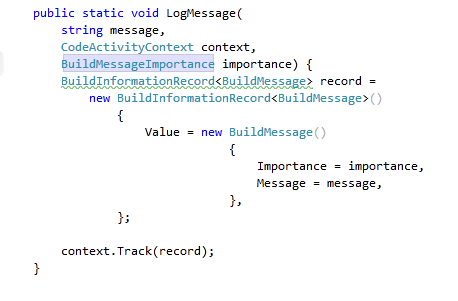 public static void LogMessage(
string message,
CodeActivityContext context,
BuildMessageImportance importance) {
BuildInformationRecord<BuildMessage> record =
new BuildInformationRecord<BuildMessage>()
{
Value = new BuildMessage()
{
Importance = importance,
Message = message,
},
};
context.Track(record);
}